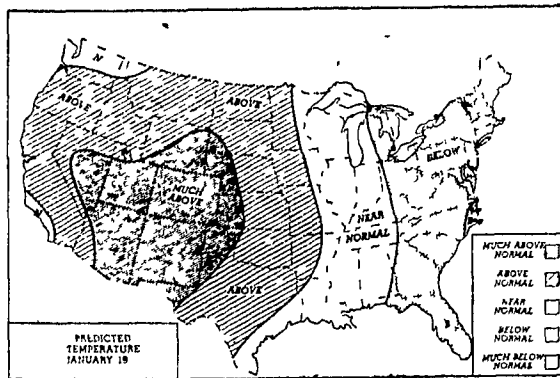 N
ABOVE
ABOVE
MUCH
ABOVE
BELOW
NEAR
NORMAL
ABOVE
PREDICTED
TEMPERATURE
JANUARY 19
MUCH ABOVE
NORMAL
ABOVE
NORMAL
NEAR
NORMAL
BELOW
NORMAL
MUCH BELOW
NORMAL